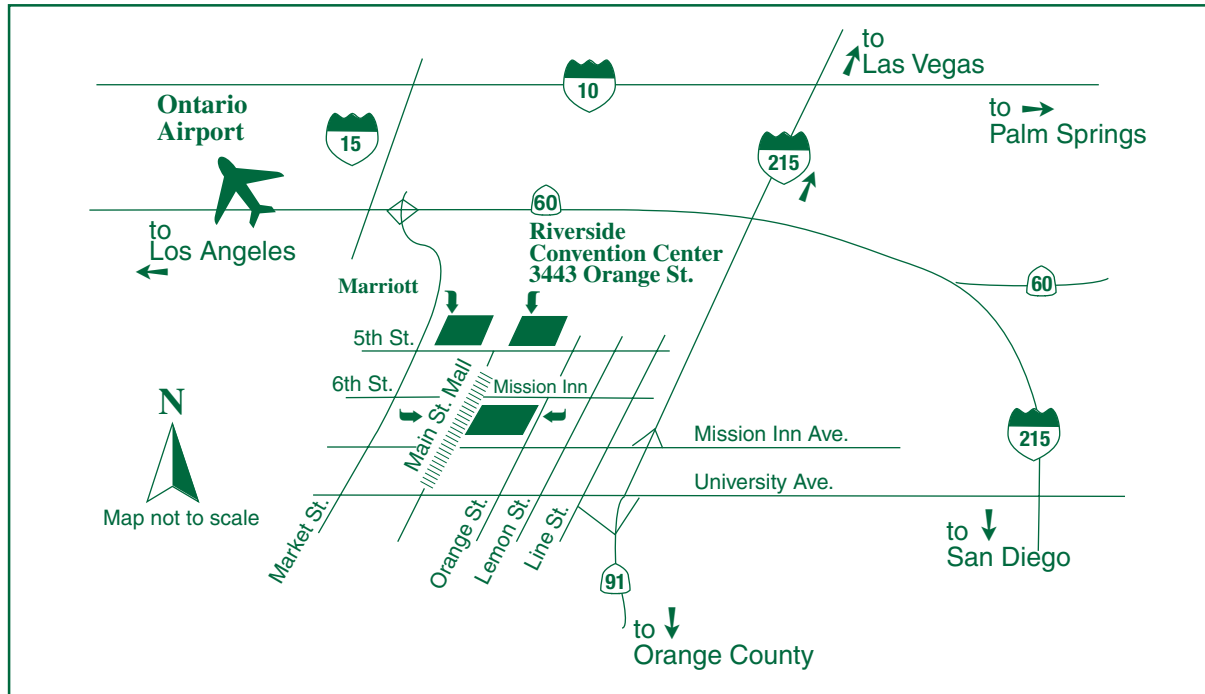 to
Las Vegas
10
Ontario
Airport
15
to
Palm Springs
215
60
to
Los Angeles
Riverside
Convention Center
3443 Orange St.
60
Marriott
5th St.
6th St.
Mission Inn
Main St. Mall
N
Mission Inn Ave.
215
University Ave.
Map not to scale
Market St.
Orange St.
Lemon St.
Line St.
to
San Diego
91
to
Orange County